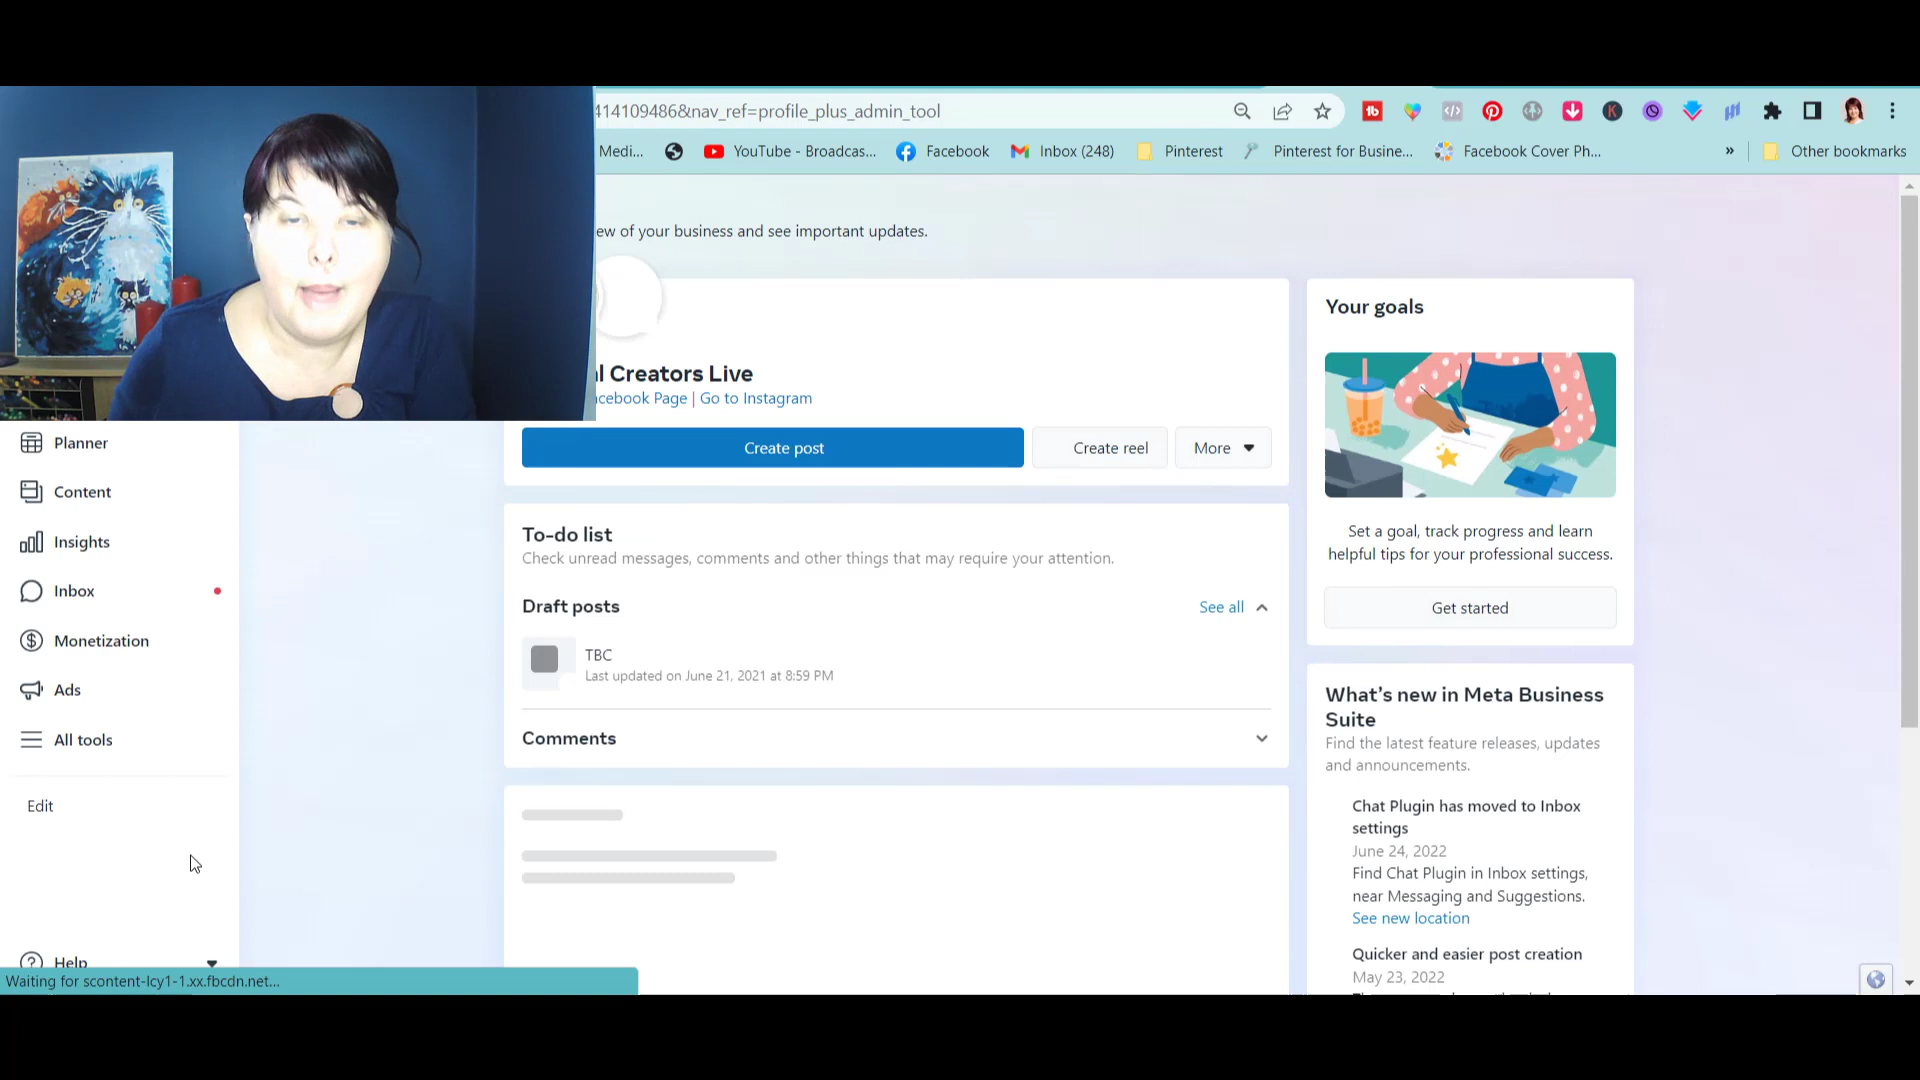 414109486&nav_ref=profile_plus_admin_tool
Medi...
YouTube - Broadcas...
Facebook
Inbox (248)
Pinterest
Pinterest for Busine...
Facebook Cover Ph...
»
Other bookmarks
ew of your business and see important updates.
l Creators Live
cebook Page | Go to Instagram
Create post
Create reel
More
Planner
Content
Insights
Inbox
Monetization
Ads
All tools
Edit
Help
To-do list
Check unread messages, comments and other things that may require your attention.
Draft posts
See all
TBC
Last updated on June 21, 2021 at 8:59 PM
Comments
Your goals
Set a goal, track progress and learn
helpful tips for your professional success.
Get started
What's new in Meta Business
Suite
Find the latest feature releases, updates
and announcements.
Chat Plugin has moved to Inbox
settings
June 24, 2022
Find Chat Plugin in Inbox settings,
near Messaging and Suggestions.
See new location
Quicker and easier post creation
May 23, 2022
Waiting for scontent-lcy1-1.xx.fbcdn.net...